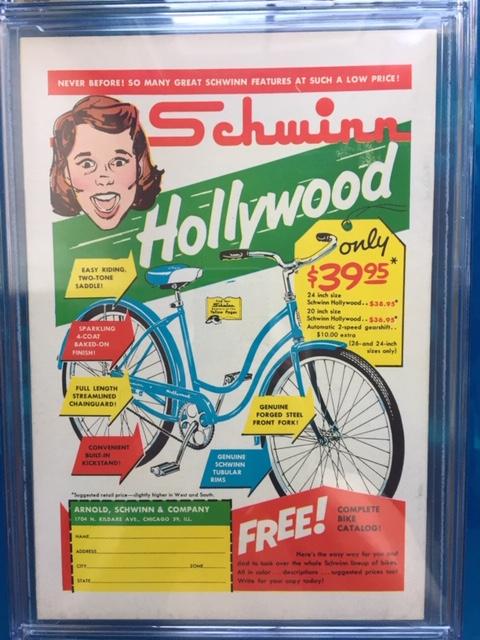 NEVER BEFORE! SO MANY GREAT SCHWINN FEATURES AT SUCH A LOW PRICE!
Schwinn
Hollywood
only
$39.95*
24 inch size
Schwinn Hollywood..$38.95*
20 inch size
Schwinn Hollywood..$36.95*
Automatic 2-speed gearshift..
$10.00 extra
(26-and 24-inch
sizes only)
EASY RIDING,
TWO-TONE
SADDLE!
SPARKLING
4-COAT
BAKED-ON
FINISH!
Yellow Pages
FULL LENGTH
STREAMLINED
CHAINGUARD!
Hollywood
GENUINE
FORGED STEEL
FRONT FORK!
CONVENIENT
BUILT-IN
KICKSTAND!
GENUINE
SCHWINN
TUBULAR
RIMS
*Suggested retail price—slightly higher in West and South.
ARNOLD, SCHWINN & COMPANY
1704 N. KILDARE AVE., CHICAGO 39, ILL.
NAME
ADDRESS
CITY ZONE
STATE
FREE!
COMPLETE
BIKE
CATALOG!
Here's the easy way for you and
dad to look over the whole Schwinn lineup of bikes.
All in color ... descriptions ... suggested prices too!
Write for your copy today!